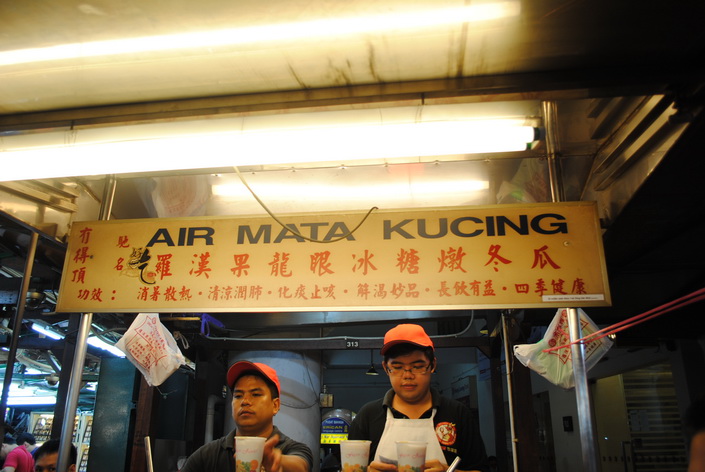 有得頂
馳名
AIR MATA KUCING
羅漢果龍眼冰糖燉冬瓜
功效：消暑散熱·清涼潤肺·化痰止咳·解渴妙品·長飲有益·四季健康
313